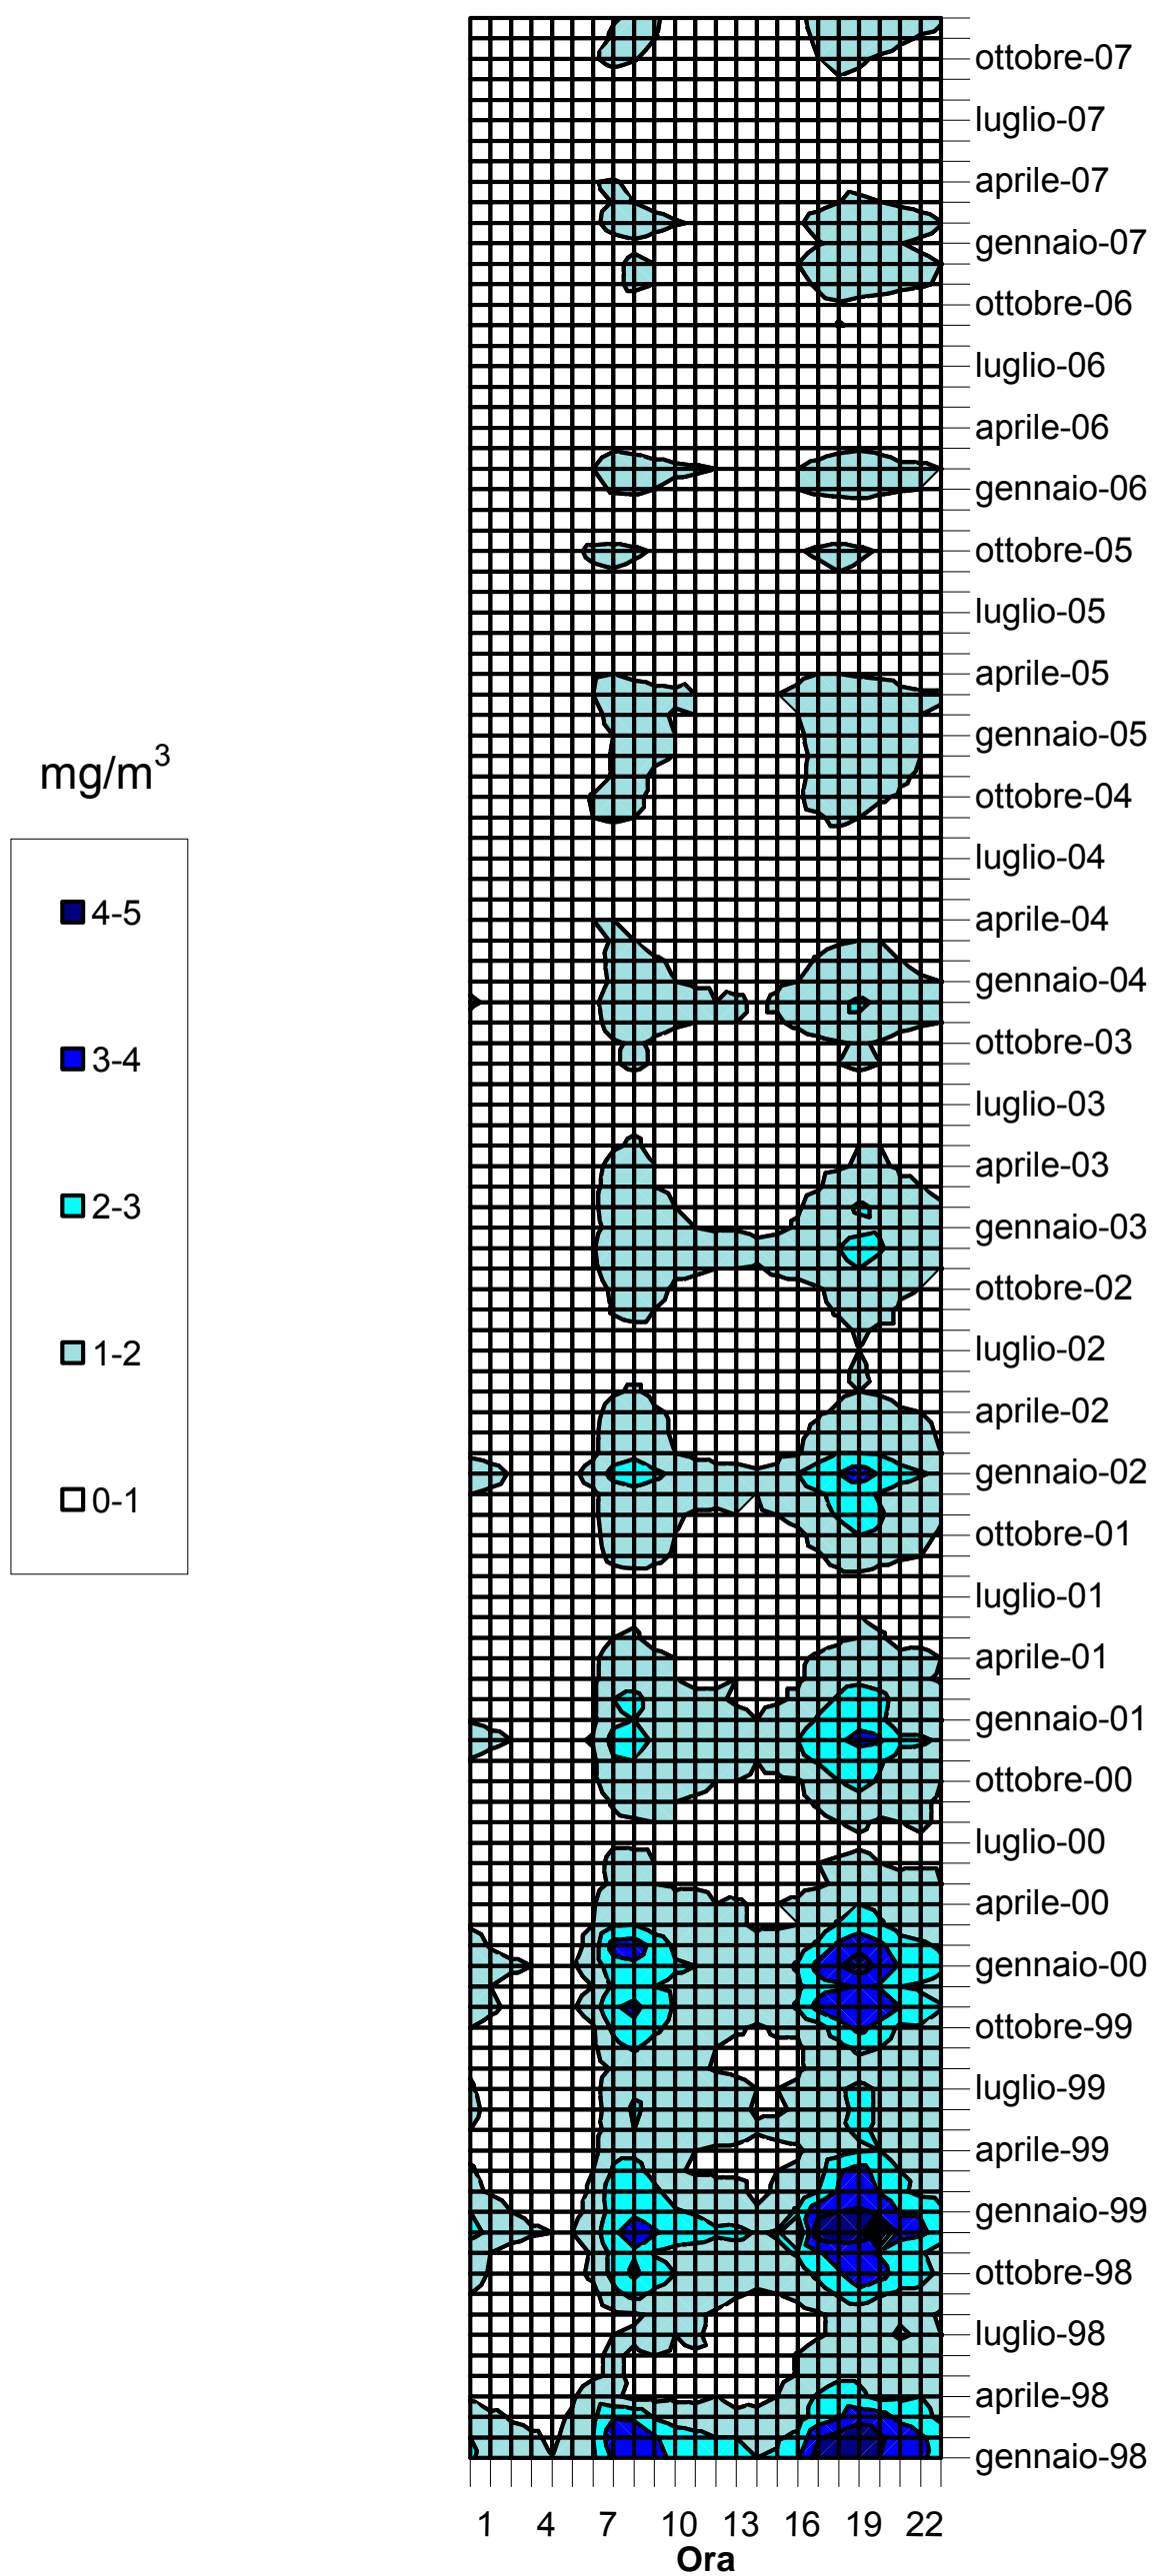 ottobre-07
luglio-07
aprile-07
gennaio-07
ottobre-06
luglio-06
aprile-06
gennaio-06
ottobre-05
luglio-05
aprile-05
gennaio-05
ottobre-04
luglio-04
aprile-04
gennaio-04
ottobre-03
luglio-03
aprile-03
gennaio-03
ottobre-02
luglio-02
aprile-02
gennaio-02
ottobre-01
luglio-01
aprile-01
gennaio-01
ottobre-00
luglio-00
aprile-00
gennaio-00
ottobre-99
luglio-99
aprile-99
gennaio-99
ottobre-98
luglio-98
aprile-98
gennaio-98
mg/m³
4-5
3-4
2-3
1-2
0-1
1 4 7 10 13 16 19 22
Ora